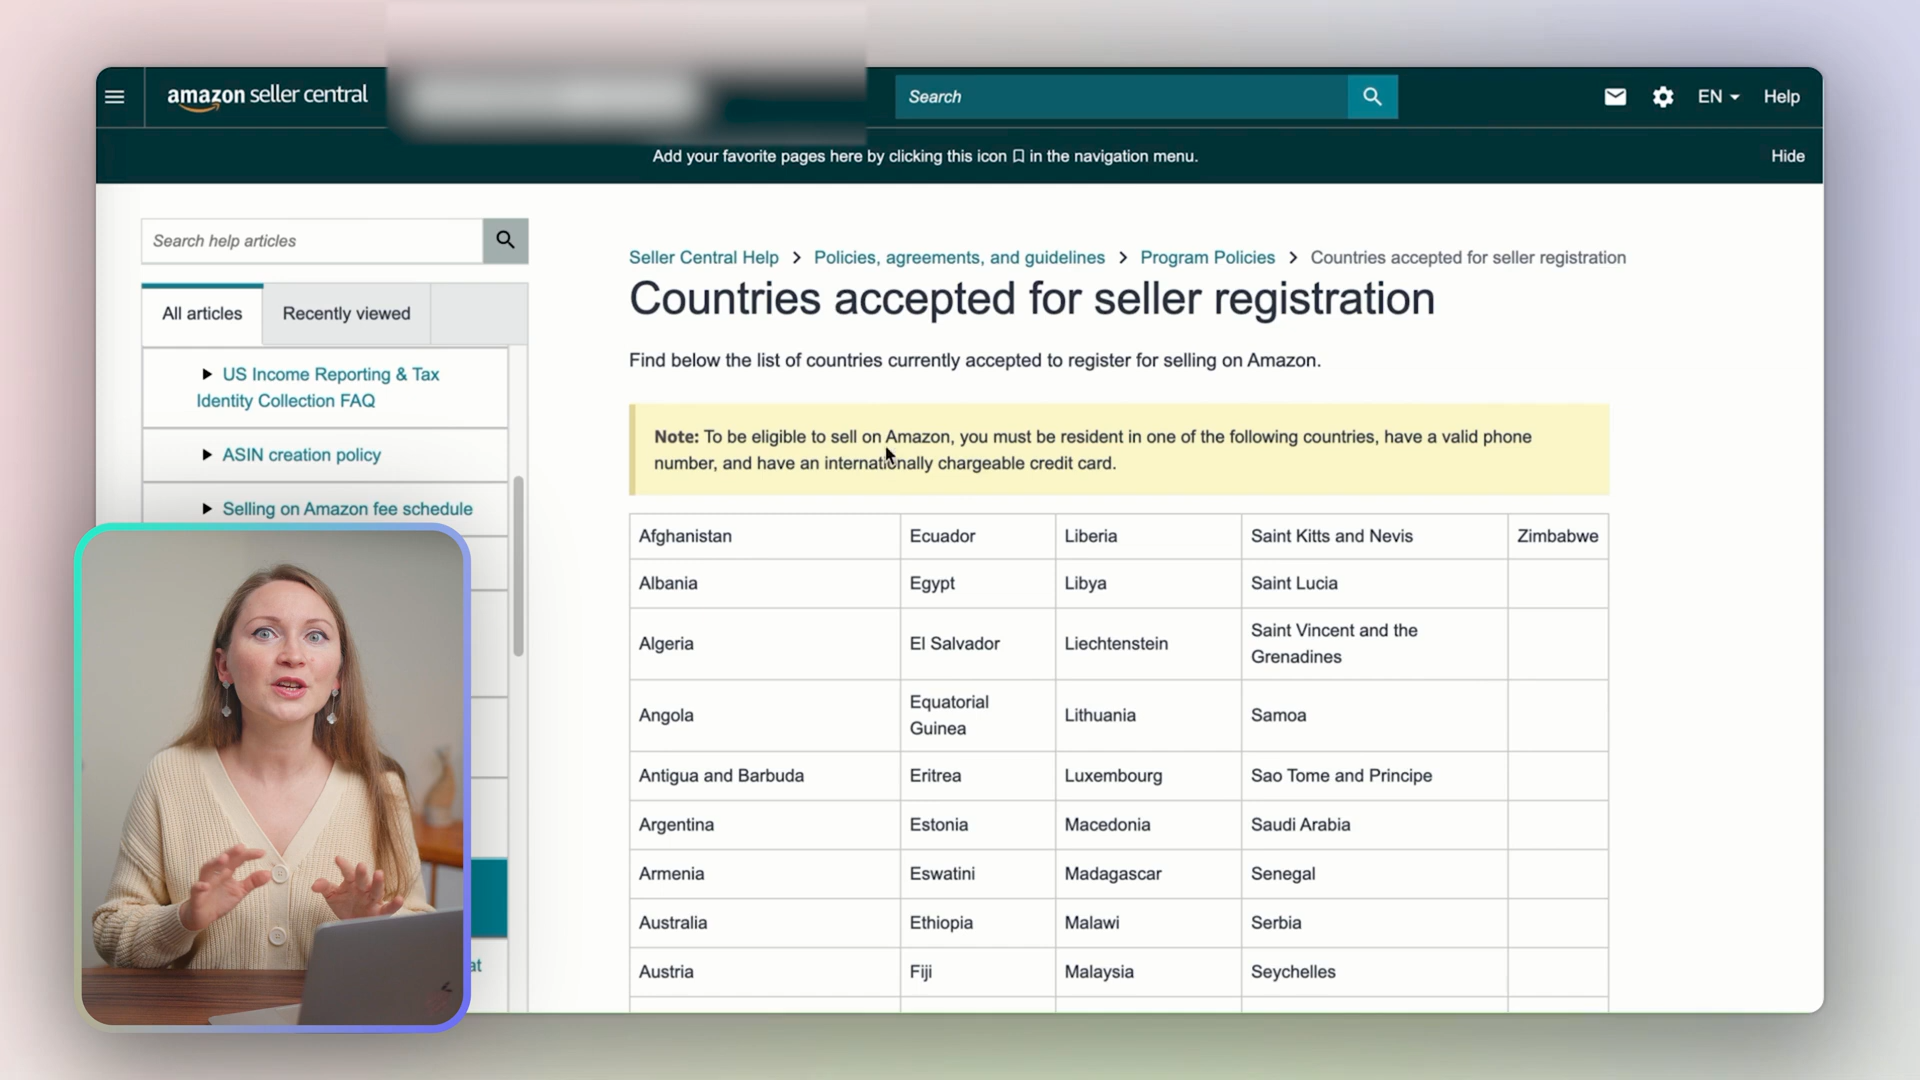 amazon seller central
Search
EN
Help
Add your favorite pages here by clicking this icon in the navigation menu.
Hide
Search help articles
All articles
Recently viewed
US Income Reporting & Tax
Identity Collection FAQ
ASIN creation policy
Selling on Amazon fee schedule
at
Seller Central Help > Policies, agreements, and guidelines > Program Policies > Countries accepted for seller registration
Countries accepted for seller registration
Find below the list of countries currently accepted to register for selling on Amazon.
Note: To be eligible to sell on Amazon, you must be resident in one of the following countries, have a valid phone
number, and have an internationally chargeable credit card.
Afghanistan Ecuador Liberia Saint Kitts and Nevis Zimbabwe
Albania Egypt Libya Saint Lucia
Algeria El Salvador Liechtenstein Saint Vincent and the
Grenadines
Angola Equatorial
Guinea Lithuania Samoa
Antigua and Barbuda Eritrea Luxembourg Sao Tome and Principe
Argentina Estonia Macedonia Saudi Arabia
Armenia Eswatini Madagascar Senegal
Australia Ethiopia Malawi Serbia
Austria Fiji Malaysia Seychelles